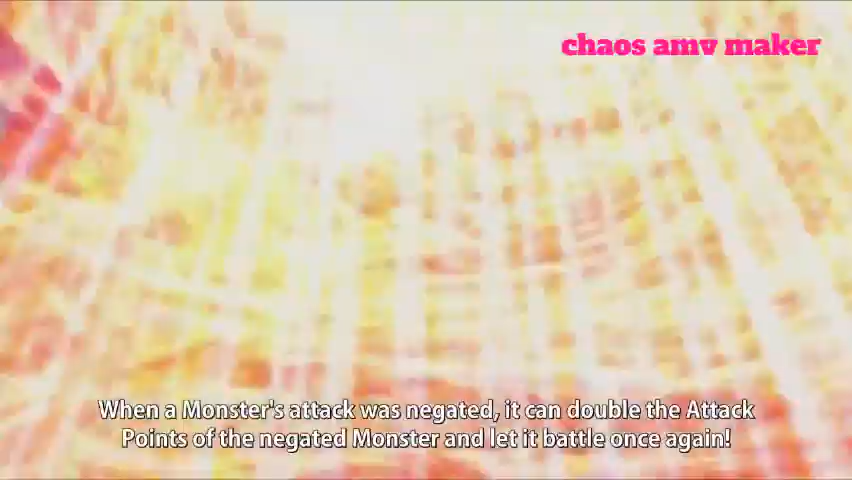 chaos amv maker
When a Monster's attack was negated, it can double the Attack
Points of the negated Monster and let it battle once again!